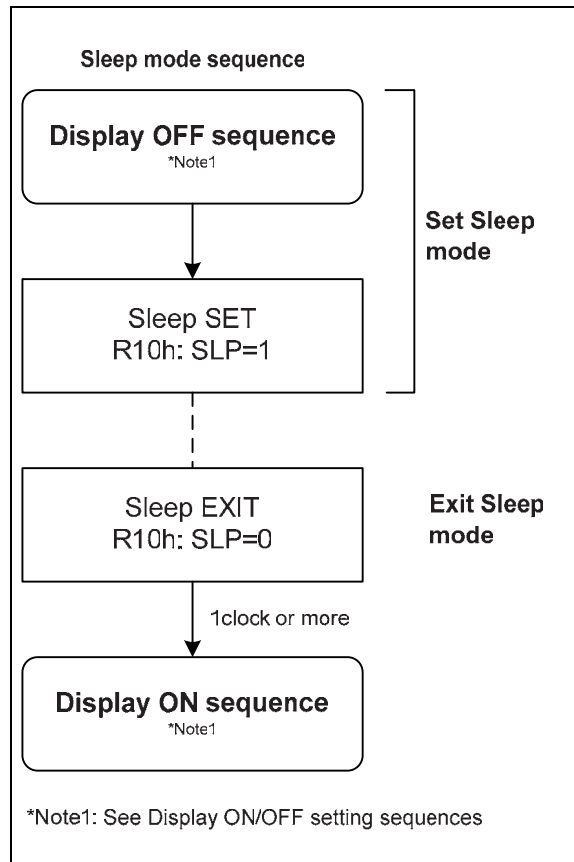 Sleep mode sequence
Display OFF sequence
*Note1
Set Sleep
mode
Sleep SET
R10h: SLP=1
Sleep EXIT
R10h: SLP=0
Exit Sleep
mode
1clock or more
Display ON sequence
*Note1
*Note1: See Display ON/OFF setting sequences